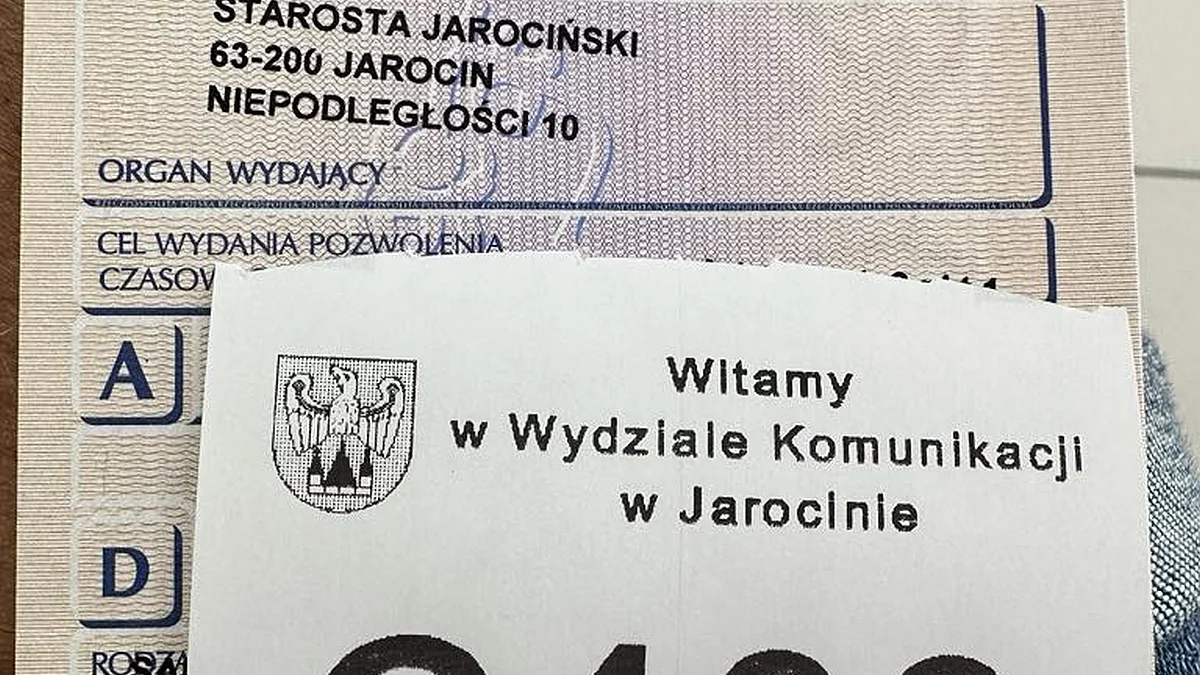 STAROSTA JAROCIŃSKI
63-200 JAROCIN
NIEPODLEGŁOŚCI 10
ORGAN WYDAJĄCY
CEL WYDANIA POZWOLENIA
A
Witamy
w Wydziale Komunikacji
w Jarocinie
D